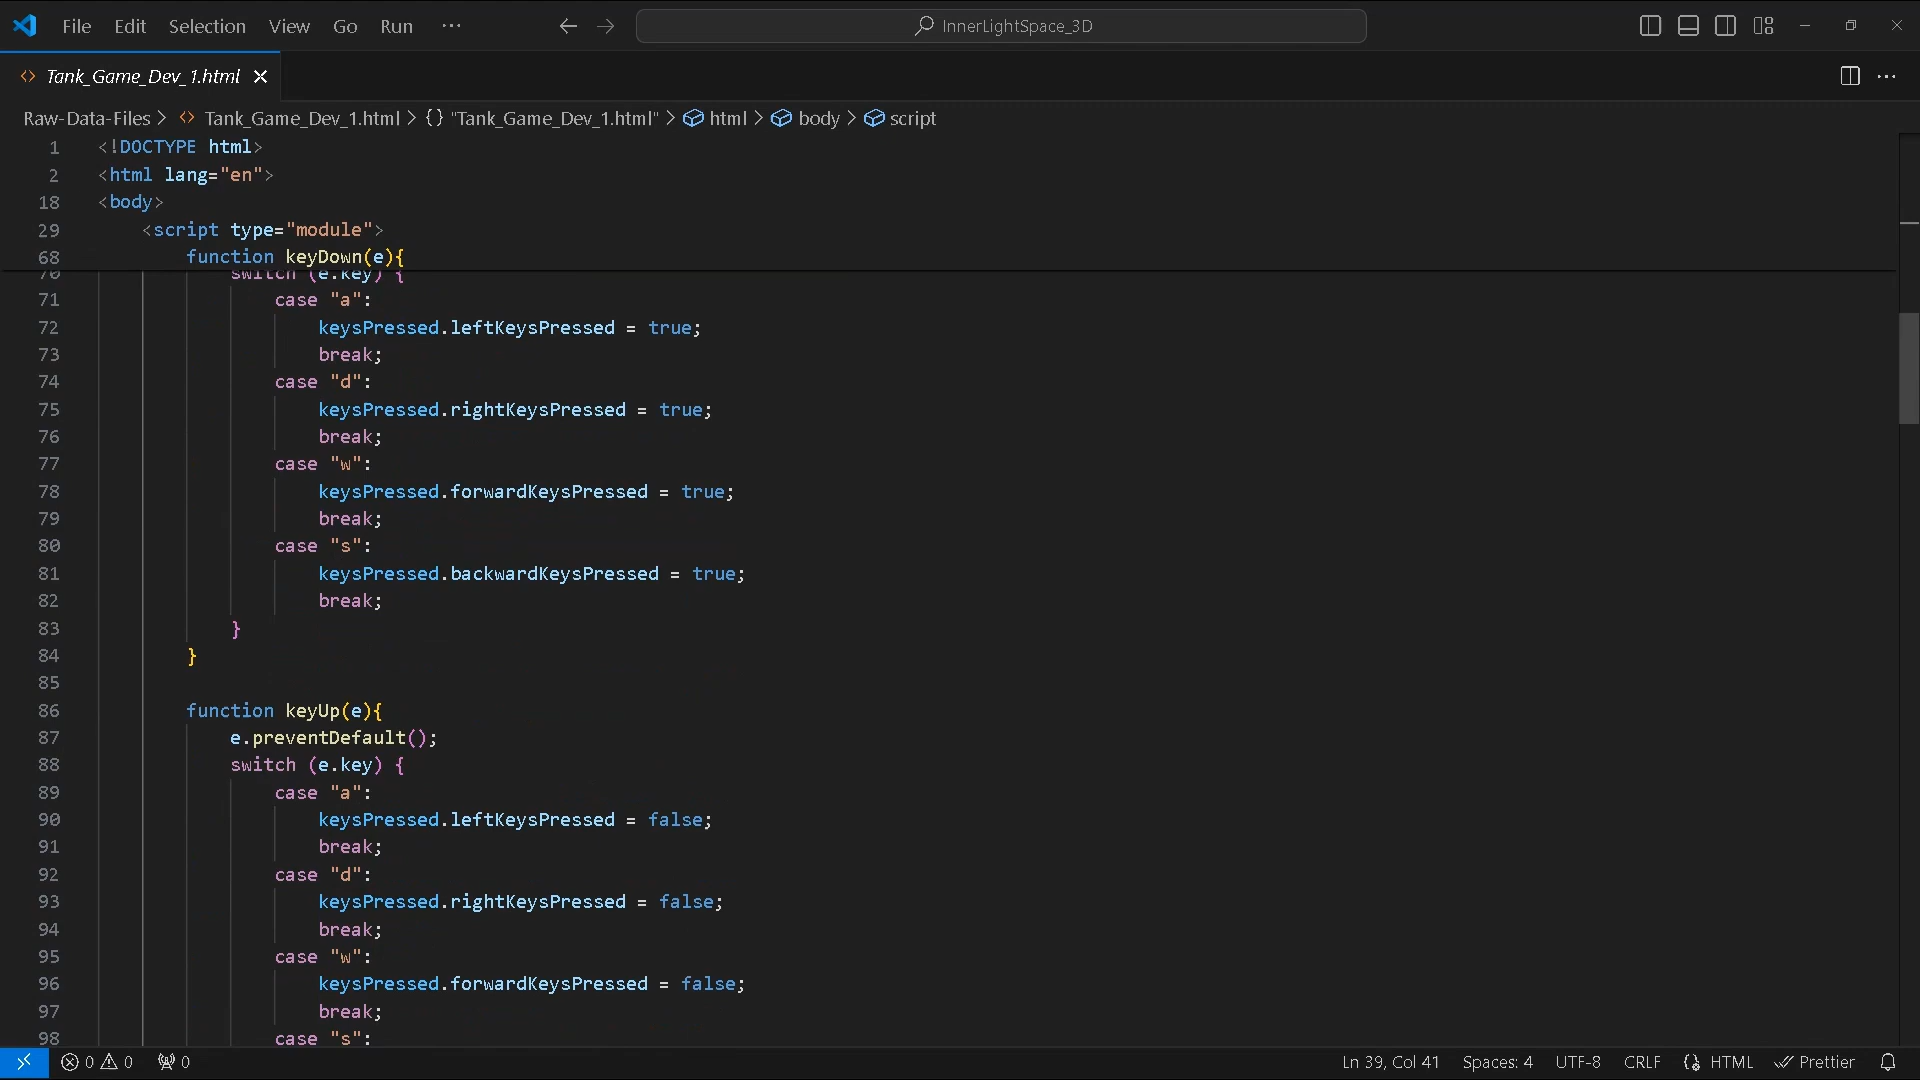 File Edit Selection View Go Run ··· InnerLightSpace_3D
Tank_Game_Dev_1.html
Raw-Data-Files > Tank_Game_Dev_1.html > {} "Tank_Game_Dev_1.html" > html > body > script
1 <!DOCTYPE html>
2 <html lang="en">
18 <body>
29 <script type="module">
68 function keyDown(e){
70 switch (e.key) {
71 case "a":
72 keysPressed.leftKeysPressed = true;
73 break;
74 case "d":
75 keysPressed.rightKeysPressed = true;
76 break;
77 case "w":
78 keysPressed.forwardKeysPressed = true;
79 break;
80 case "s":
81 keysPressed.backwardKeysPressed = true;
82 break;
83 }
84 }
85
86 function keyUp(e){
87 e.preventDefault();
88 switch (e.key) {
89 case "a":
90 keysPressed.leftKeysPressed = false;
91 break;
92 case "d":
93 keysPressed.rightKeysPressed = false;
94 break;
95 case "w":
96 keysPressed.forwardKeysPressed = false;
97 break;
98 case "s":
0 0 0 Ln 39, Col 41 Spaces: 4 UTF-8 CRLF HTML Prettier